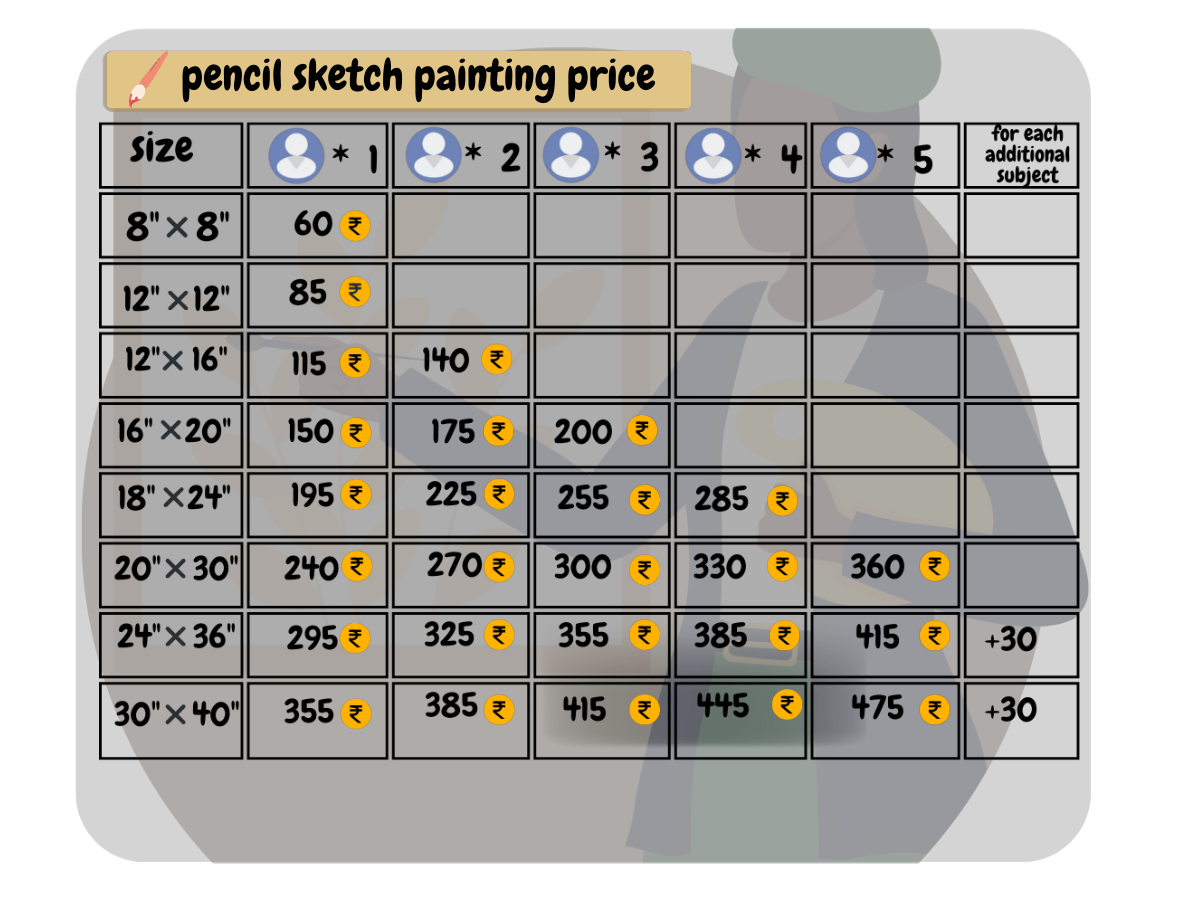 pencil sketch painting price
size * 1 * 2 * 3 * 4 * 5 for each additional subject
8" × 8" 60 ₹
12" × 12" 85 ₹
12" × 16" 115 ₹ 140 ₹
16" × 20" 150 ₹ 175 ₹ 200 ₹
18" × 24" 195 ₹ 225 ₹ 255 ₹ 285 ₹
20" × 30" 240 ₹ 270 ₹ 300 ₹ 330 ₹ 360 ₹
24" × 36" 295 ₹ 325 ₹ 355 ₹ 385 ₹ 415 ₹ +30
30" × 40" 355 ₹ 385 ₹ 415 ₹ 445 ₹ 475 ₹ +30